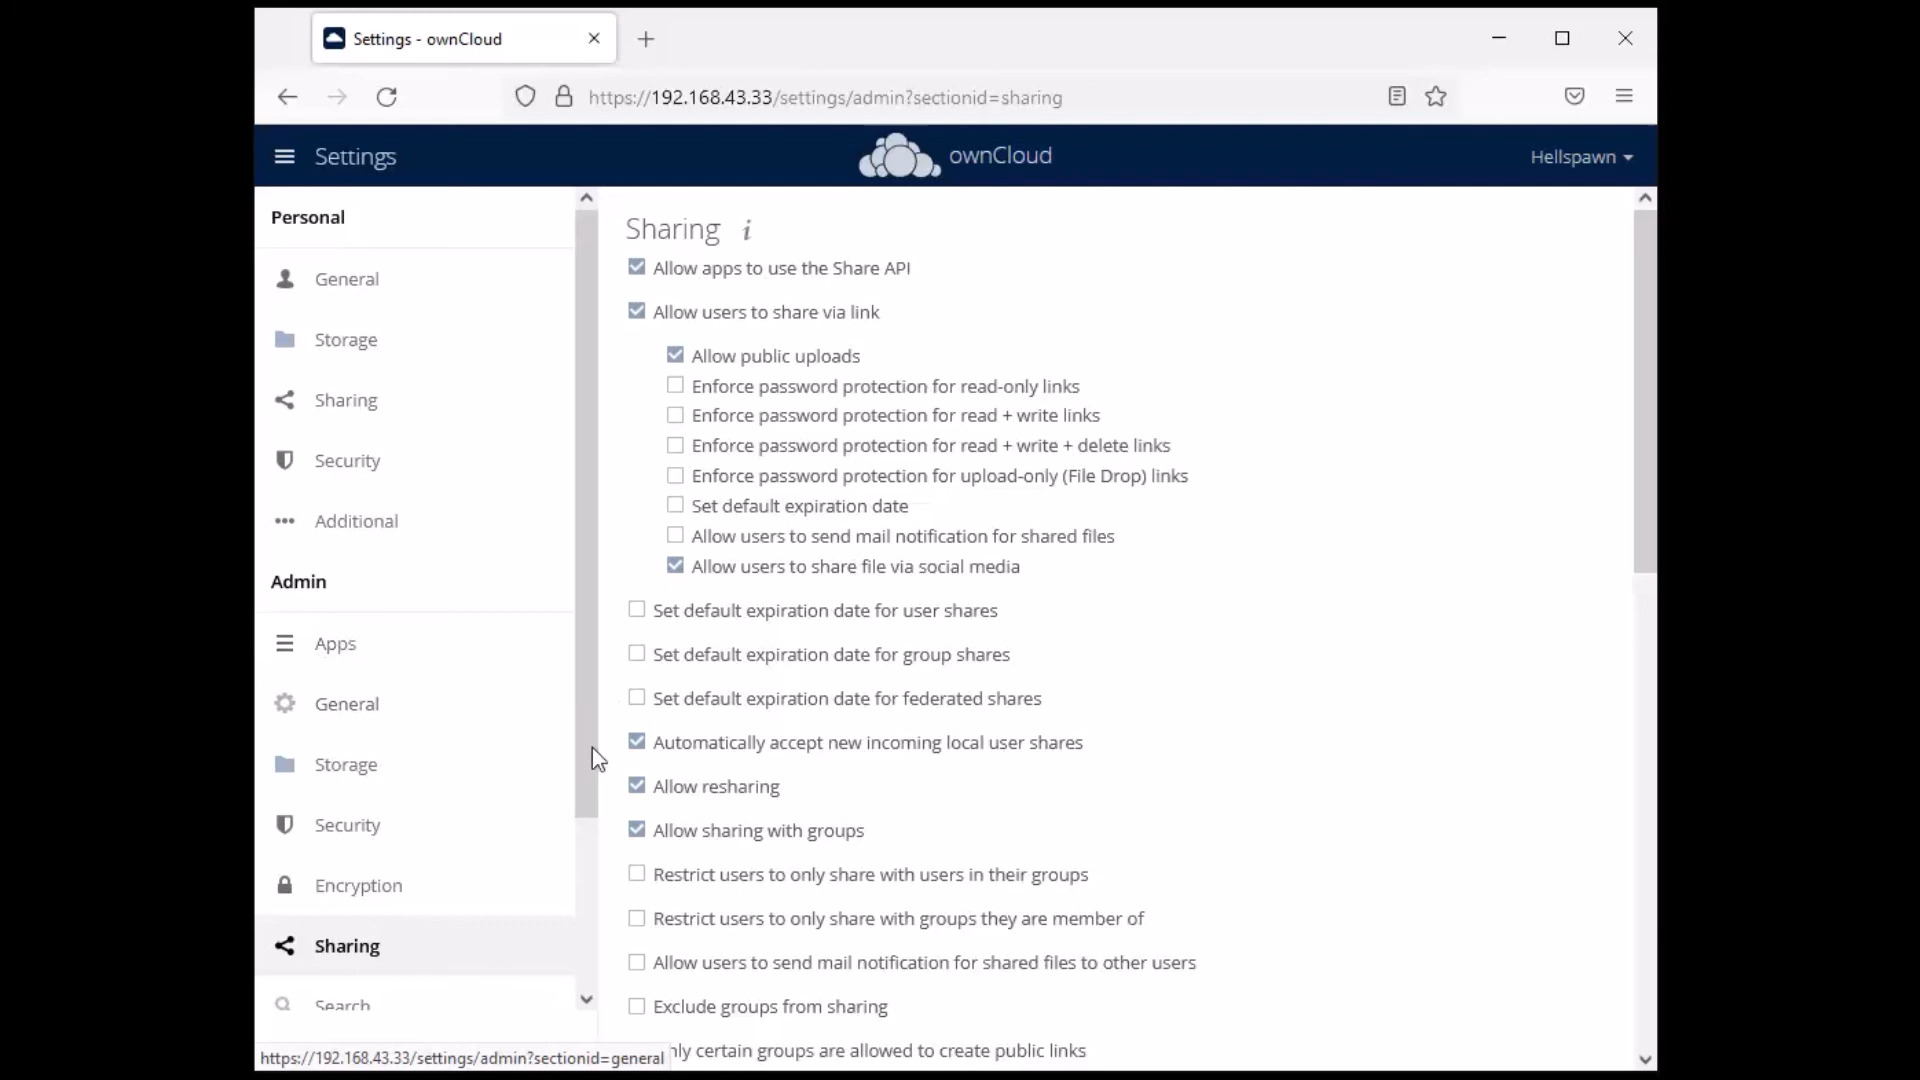 Settings - ownCloud
https://192.168.43.33/settings/admin?sectionid=sharing
Settings
ownCloud
Hellspawn
Personal
General
Storage
Sharing
Security
Additional
Admin
Apps
General
Storage
Security
Encryption
Sharing
Search
https://192.168.43.33/settings/admin?sectionid=general
Sharing i
Allow apps to use the Share API
Allow users to share via link
Allow public uploads
Enforce password protection for read-only links
Enforce password protection for read + write links
Enforce password protection for read + write + delete links
Enforce password protection for upload-only (File Drop) links
Set default expiration date
Allow users to send mail notification for shared files
Allow users to share file via social media
Set default expiration date for user shares
Set default expiration date for group shares
Set default expiration date for federated shares
Automatically accept new incoming local user shares
Allow resharing
Allow sharing with groups
Restrict users to only share with users in their groups
Restrict users to only share with groups they are member of
Allow users to send mail notification for shared files to other users
Exclude groups from sharing
certain groups are allowed to create public links